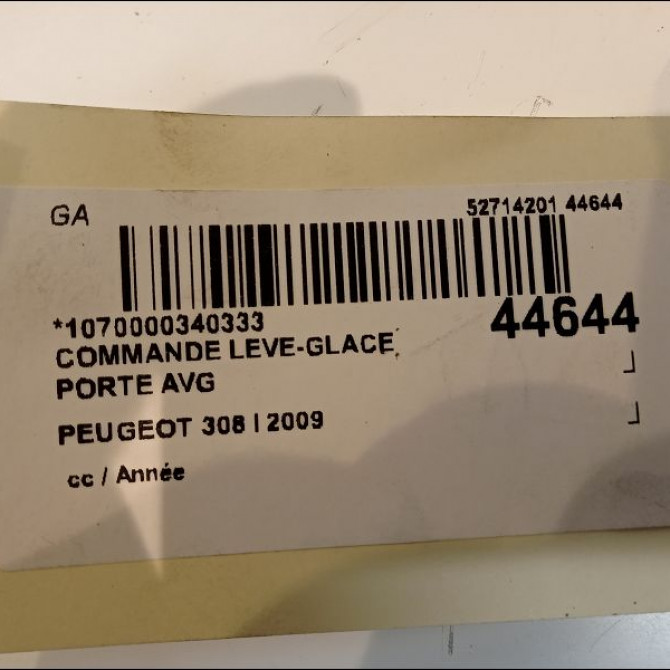 GA
52714201 44644
*1070000340333
44644
COMMANDE LEVE-GLACE
PORTE AVG
PEUGEOT 308 I 2009
cc / Année